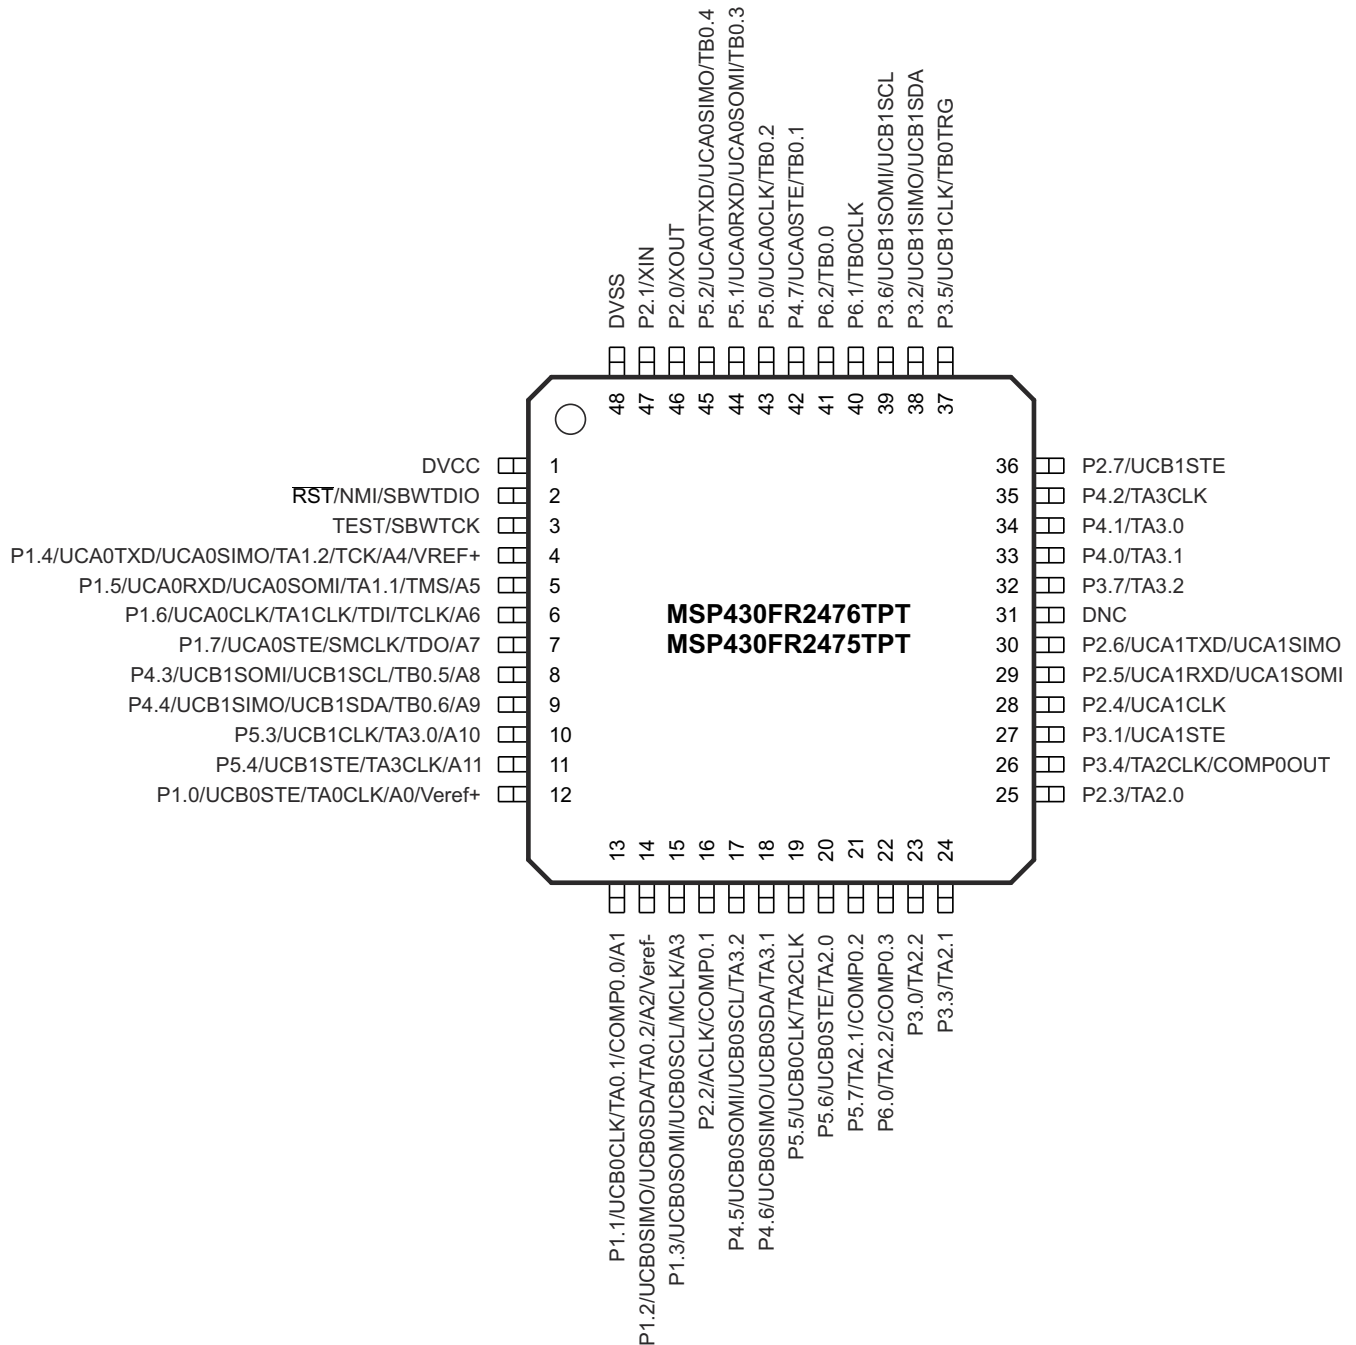 DVSS
P2.1/XIN
P2.0/XOUT
P5.2/UCA0TXD/UCA0SIMO/TB0.4
P5.1/UCA0RXD/UCA0SOMI/TB0.3
P5.0/UCA0CLK/TB0.2
P4.7/UCA0STE/TB0.1
P6.2/TB0.0
P6.1/TB0CLK
P3.6/UCB1SOMI/UCB1SCL
P3.2/UCB1SIMO/UCB1SDA
P3.5/UCB1CLK/TB0TRG
48
47
46
45
44
43
42
41
40
39
38
37
DVCC 1
RST/NMI/SBWTDIO 2
TEST/SBWTCK 3
P1.4/UCA0TXD/UCA0SIMO/TA1.2/TCK/A4/VREF+ 4
P1.5/UCA0RXD/UCA0SOMI/TA1.1/TMS/A5 5
P1.6/UCA0CLK/TA1CLK/TDI/TCLK/A6 6
P1.7/UCA0STE/SMCLK/TDO/A7 7
P4.3/UCB1SOMI/UCB1SCL/TB0.5/A8 8
P4.4/UCB1SIMO/UCB1SDA/TB0.6/A9 9
P5.3/UCB1CLK/TA3.0/A10 10
P5.4/UCB1STE/TA3CLK/A11 11
P1.0/UCB0STE/TA0CLK/A0/Veref+ 12
MSP430FR2476TPT
MSP430FR2475TPT
36 P2.7/UCB1STE
35 P4.2/TA3CLK
34 P4.1/TA3.0
33 P4.0/TA3.1
32 P3.7/TA3.2
31 DNC
30 P2.6/UCA1TXD/UCA1SIMO
29 P2.5/UCA1RXD/UCA1SOMI
28 P2.4/UCA1CLK
27 P3.1/UCA1STE
26 P3.4/TA2CLK/COMP0OUT
25 P2.3/TA2.0
13
14
15
16
17
18
19
20
21
22
23
24
P1.1/UCB0CLK/TA0.1/COMP0.0/A1
P1.2/UCB0SIMO/UCB0SDA/TA0.2/A2/Veref-
P1.3/UCB0SOMI/UCB0SCL/MCLK/A3
P2.2/ACLK/COMP0.1
P4.5/UCB0SOMI/UCB0SCL/TA3.2
P4.6/UCB0SIMO/UCB0SDA/TA3.1
P5.5/UCB0CLK/TA2CLK
P5.6/UCB0STE/TA2.0
P5.7/TA2.1/COMP0.2
P6.0/TA2.2/COMP0.3
P3.0/TA2.2
P3.3/TA2.1